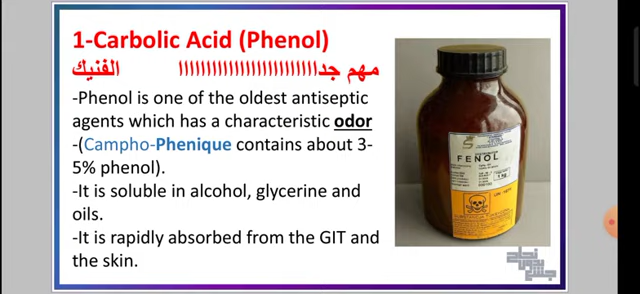 1-Carbolic Acid (Phenol)
مهم جداااااااااااااااااااااااااا الفنيك
-Phenol is one of the oldest antiseptic
agents which has a characteristic odor
-(Campho-Phenique contains about 3-
5% phenol).
-It is soluble in alcohol, glycerine and
oils.
-It is rapidly absorbed from the GIT and
the skin.
FENOL